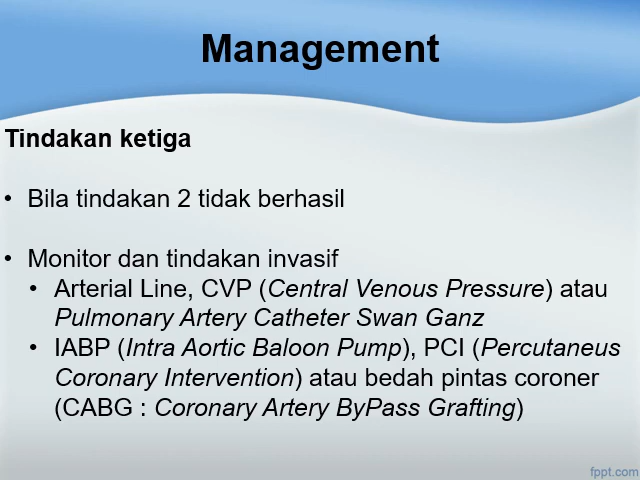 Management
Tindakan ketiga
• Bila tindakan 2 tidak berhasil
• Monitor dan tindakan invasif
• Arterial Line, CVP (Central Venous Pressure) atau
Pulmonary Artery Catheter Swan Ganz
• IABP (Intra Aortic Baloon Pump), PCI (Percutaneus
Coronary Intervention) atau bedah pintas coroner
(CABG : Coronary Artery ByPass Grafting)
fppt.com